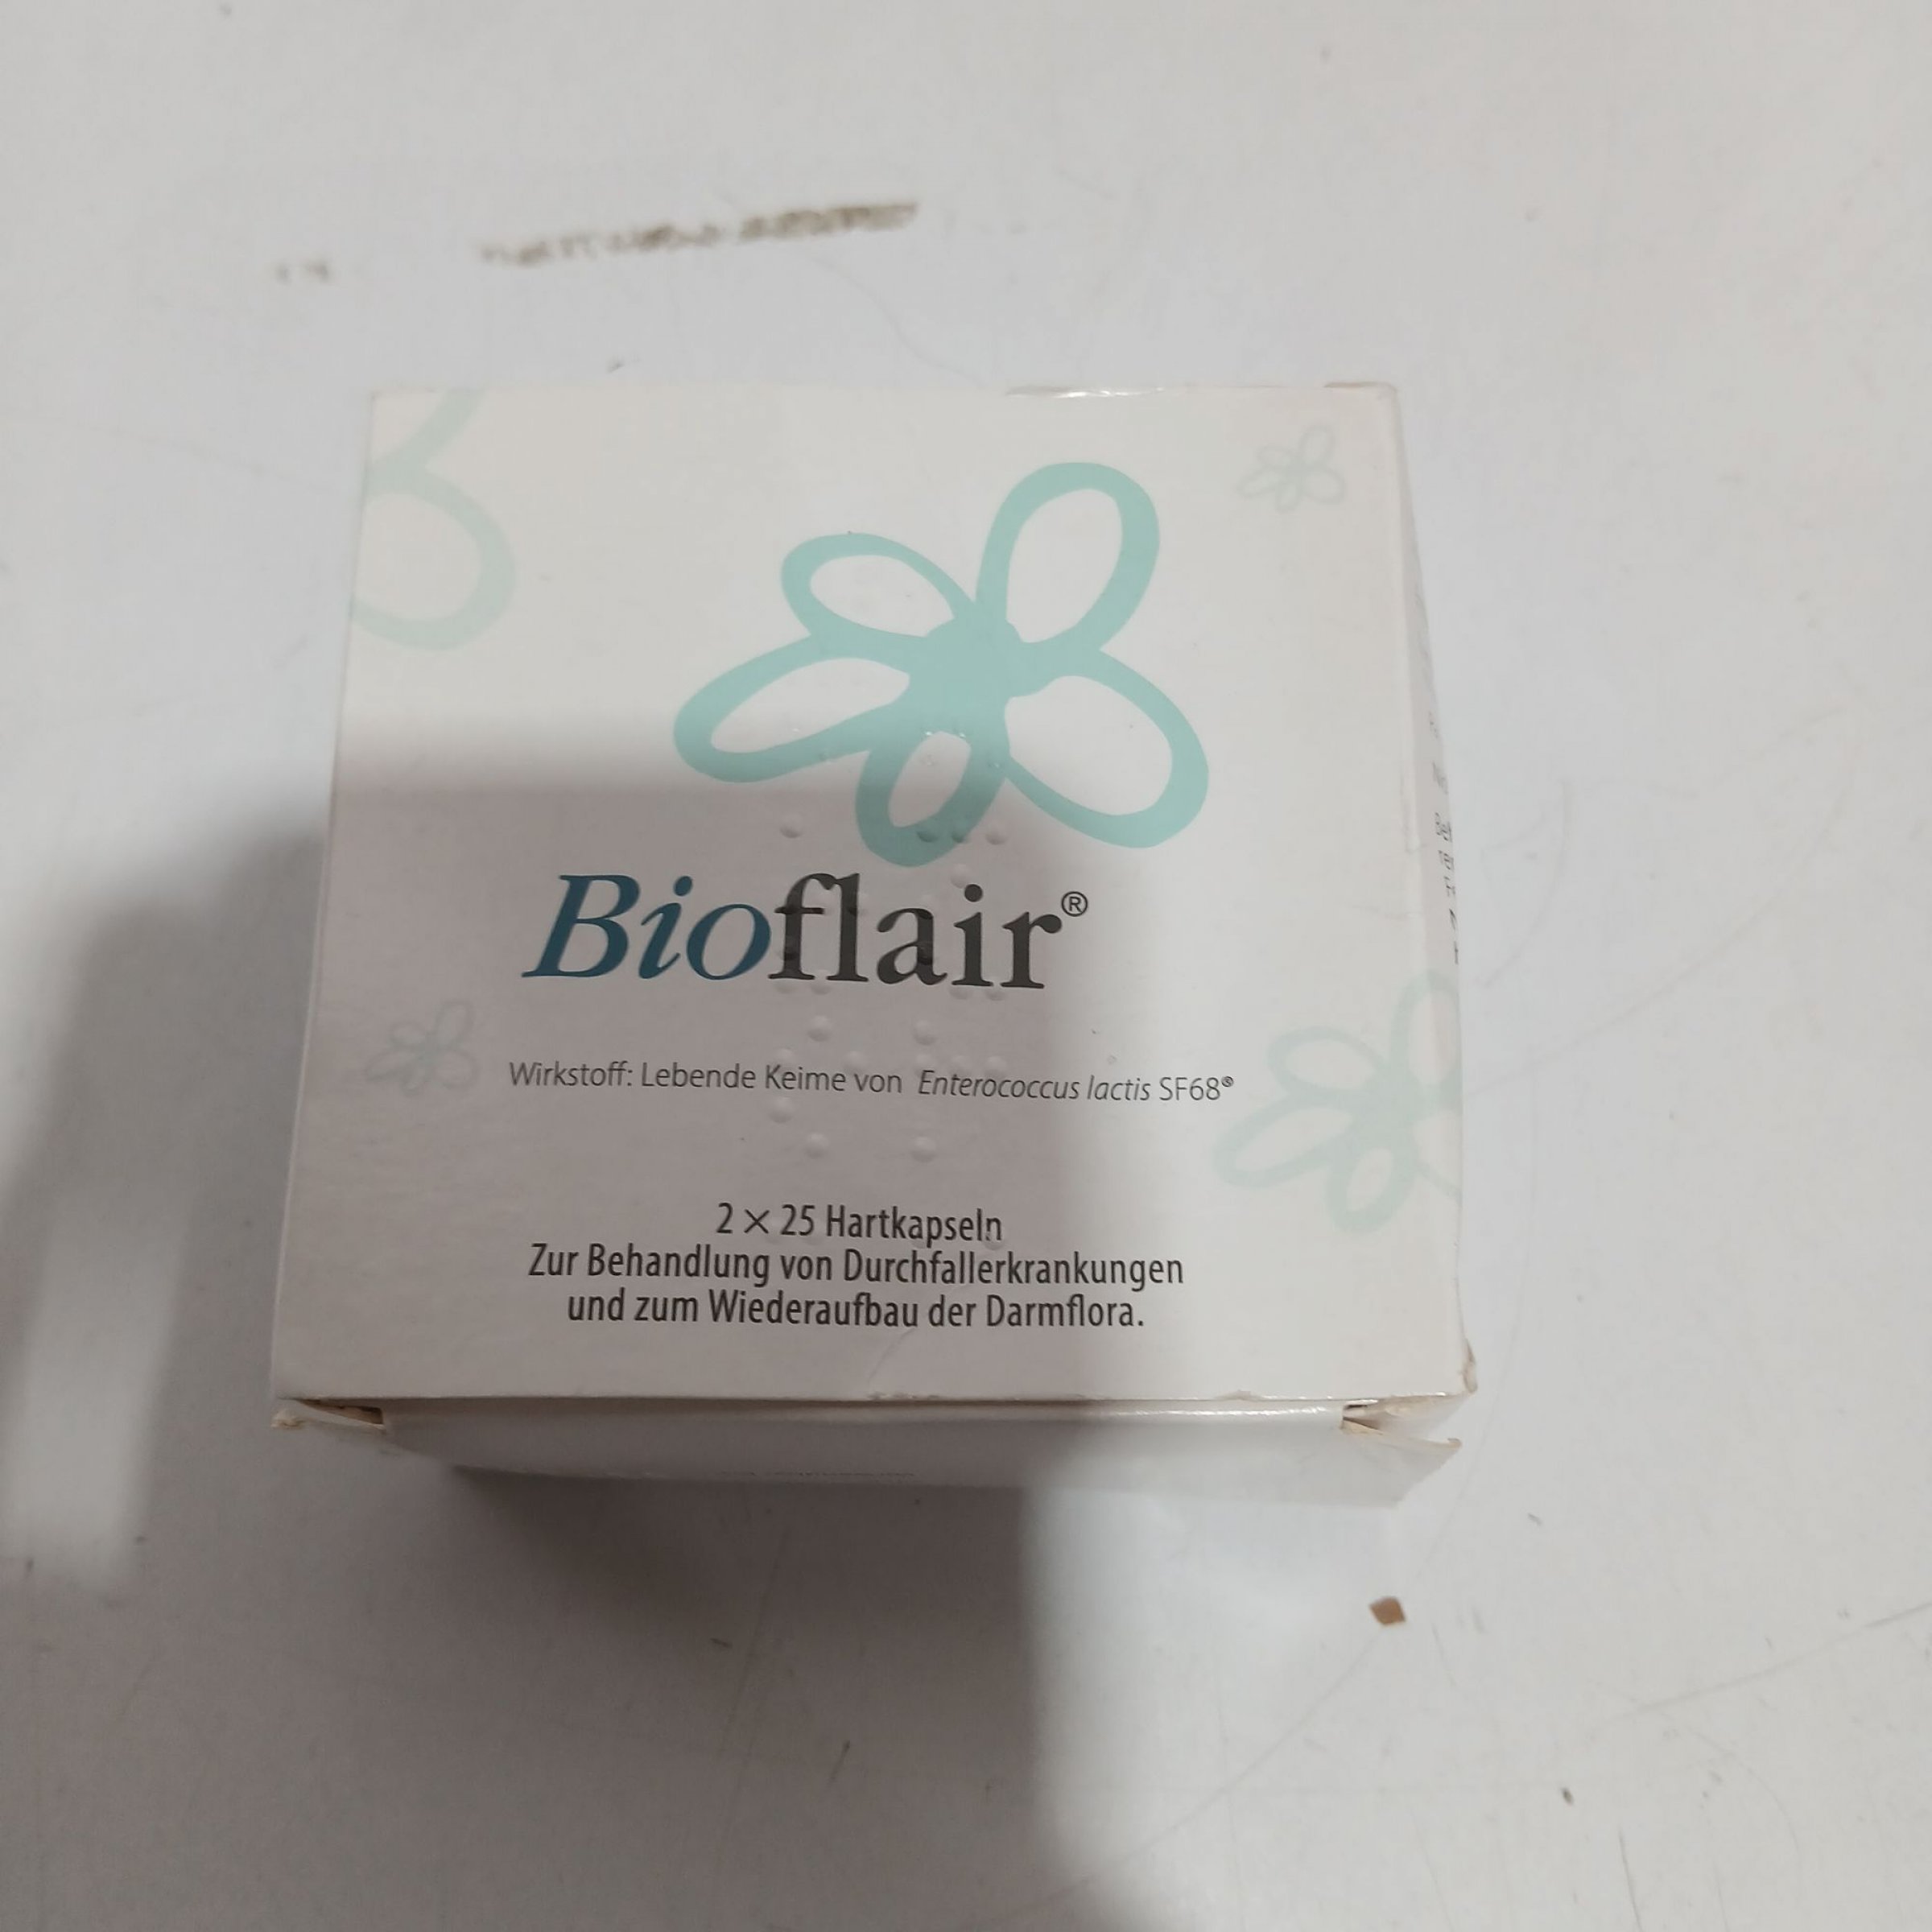 Bioflair®
Wirkstoff: Lebende Keime von Enterococcus lactis SF68®
2 × 25 Hartkapseln
Zur Behandlung von Durchfallerkrankungen
und zum Wiederaufbau der Darmflora.